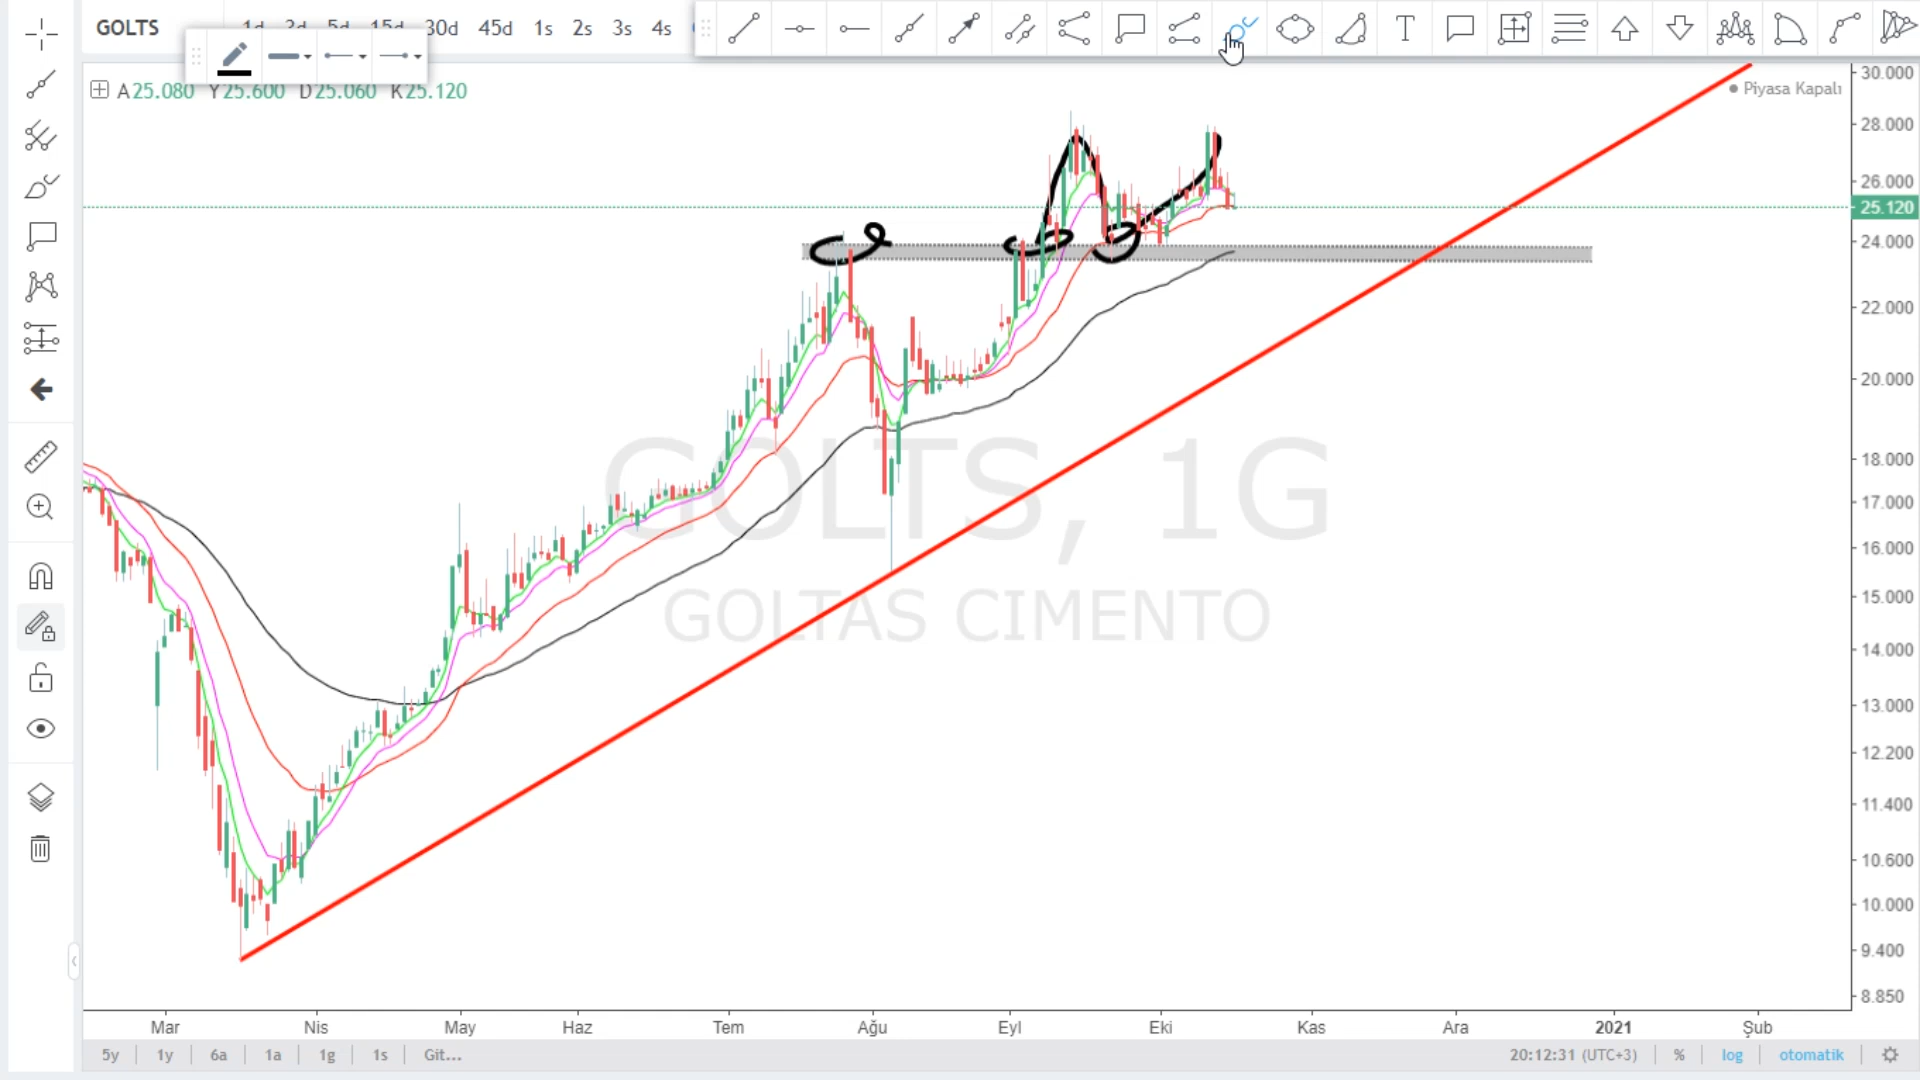 GOLTS 30d 45d 1s 2s 3s 4s
A25.080 Y25.600 D25.060 K25.120
Piyasa Kapalı
30.000
28.000
26.000
25.120
24.000
22.000
20.000
18.000
17.000
16.000
15.000
14.000
13.000
12.200
11.400
10.600
10.000
9.400
8.850
GOLTS, 1G
GOLTAS CIMENTO
Mar Nis May Haz Tem Ağu Eyl Eki Kas Ara 2021 Şub
5y 1y 6a 1a 1g 1s Git... 20:12:31 (UTC+3) % log otomatik